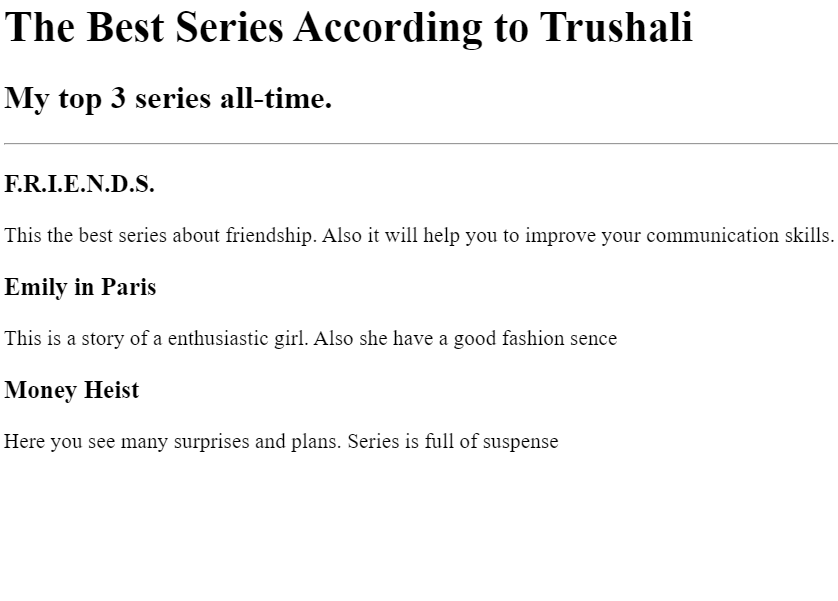 The Best Series According to Trushali
My top 3 series all-time.
F.R.I.E.N.D.S.
This the best series about friendship. Also it will help you to improve your communication skills.
Emily in Paris
This is a story of a enthusiastic girl. Also she have a good fashion sence
Money Heist
Here you see many surprises and plans. Series is full of suspense